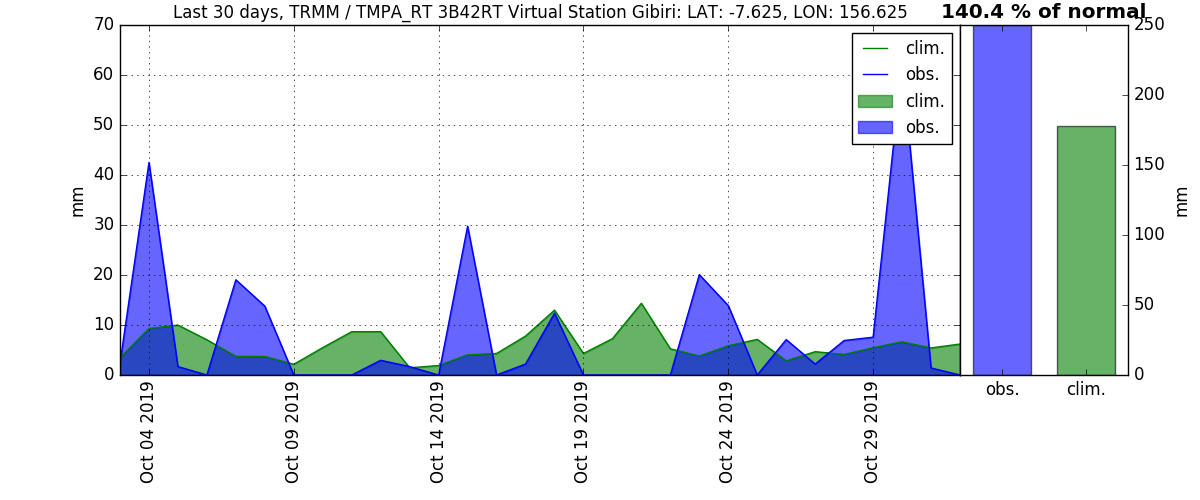 Last 30 days, TRMM / TMPA_RT 3B42RT Virtual Station Gibiri: LAT: -7.625, LON: 156.625
140.4 % of normal
70
60
50
40
30
20
10
0
mm
clim.
obs.
clim.
obs.
250
200
150
100
50
0
mm
obs.
clim.
Oct 04 2019
Oct 09 2019
Oct 14 2019
Oct 19 2019
Oct 24 2019
Oct 29 2019